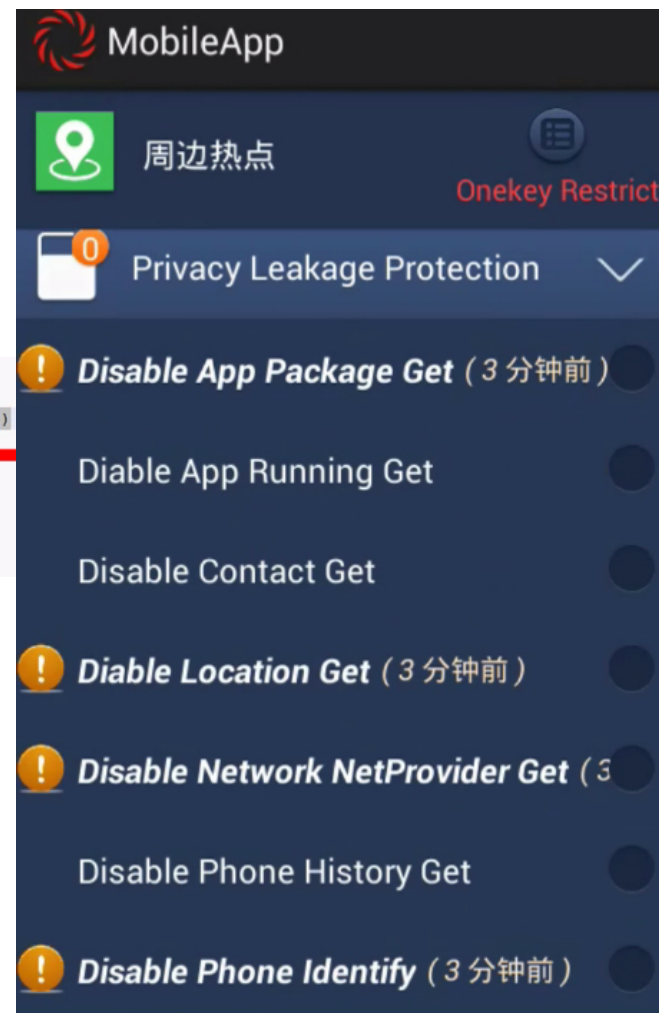 MobileApp
周边热点
Onekey Restrict
0
Privacy Leakage Protection
! Disable App Package Get (3 分钟前)
)
Diable App Running Get
Disable Contact Get
! Diable Location Get (3 分钟前)
! Disable Network NetProvider Get (3
Disable Phone History Get
! Disable Phone Identify (3 分钟前)